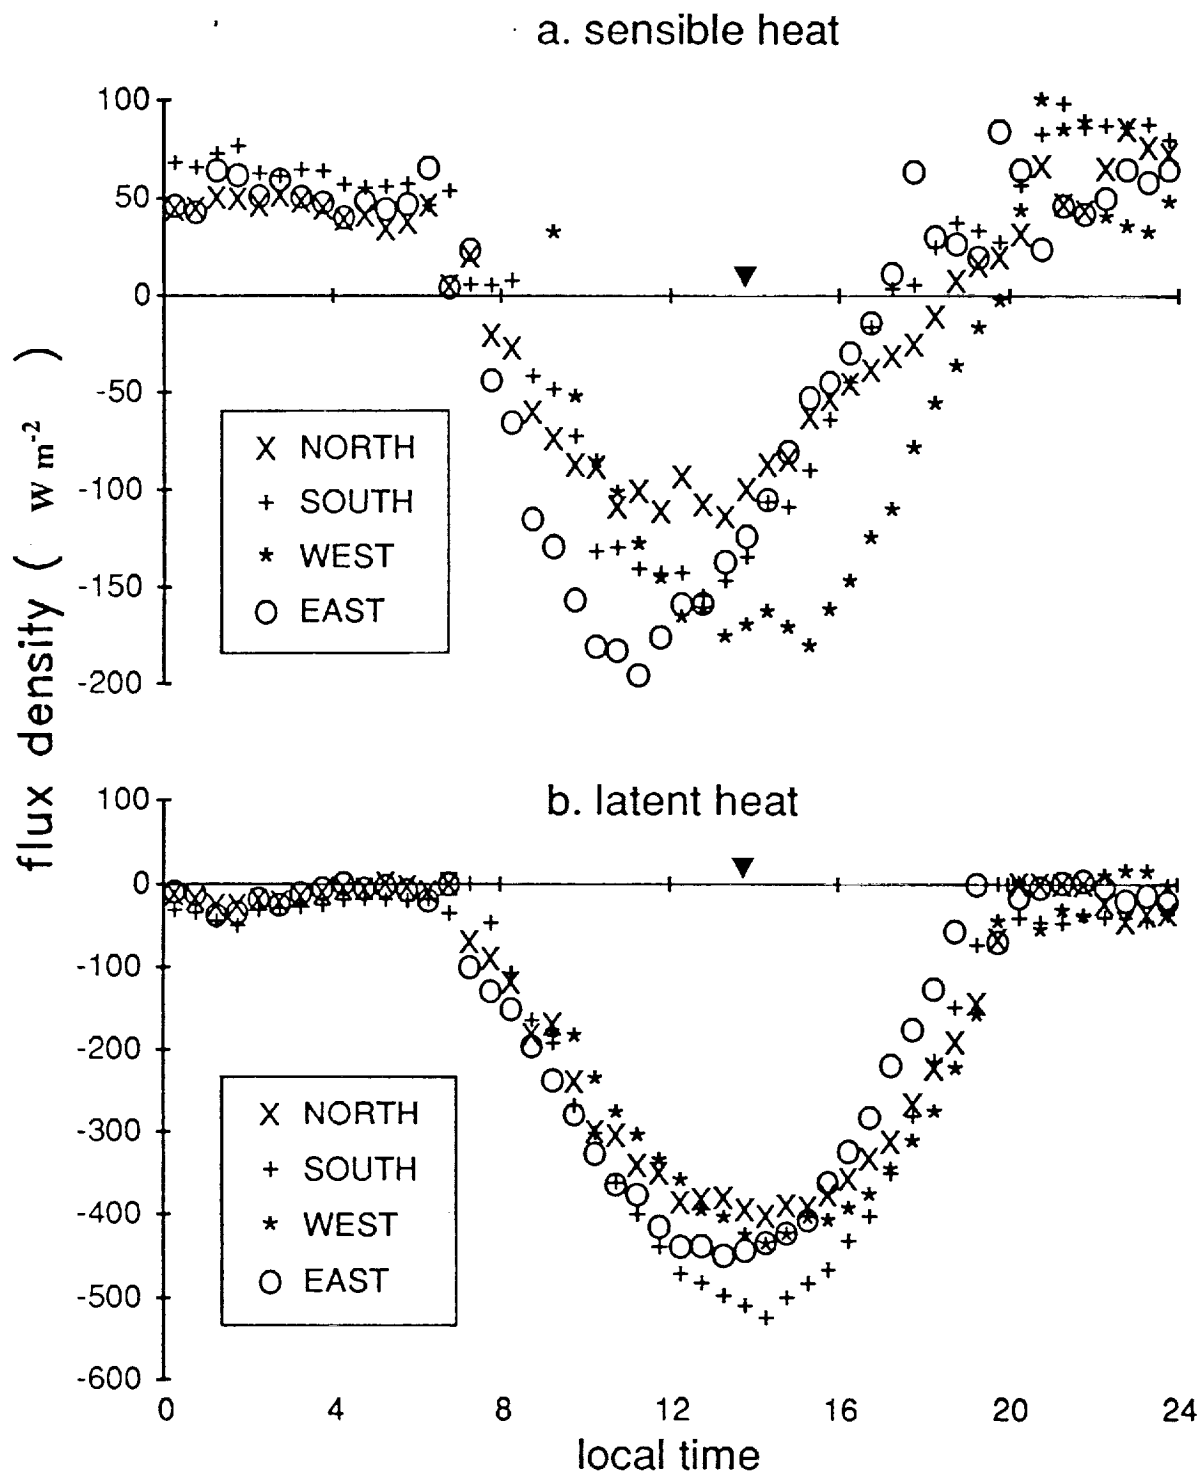 a. sensible heat
100
50
0
-50
-100
-150
-200
X NORTH
+ SOUTH
* WEST
O EAST
flux density ( w m-2 )
b. latent heat
100
0
-100
-200
-300
-400
-500
-600
X NORTH
+ SOUTH
* WEST
O EAST
0 4 8 12 16 20 24
local time